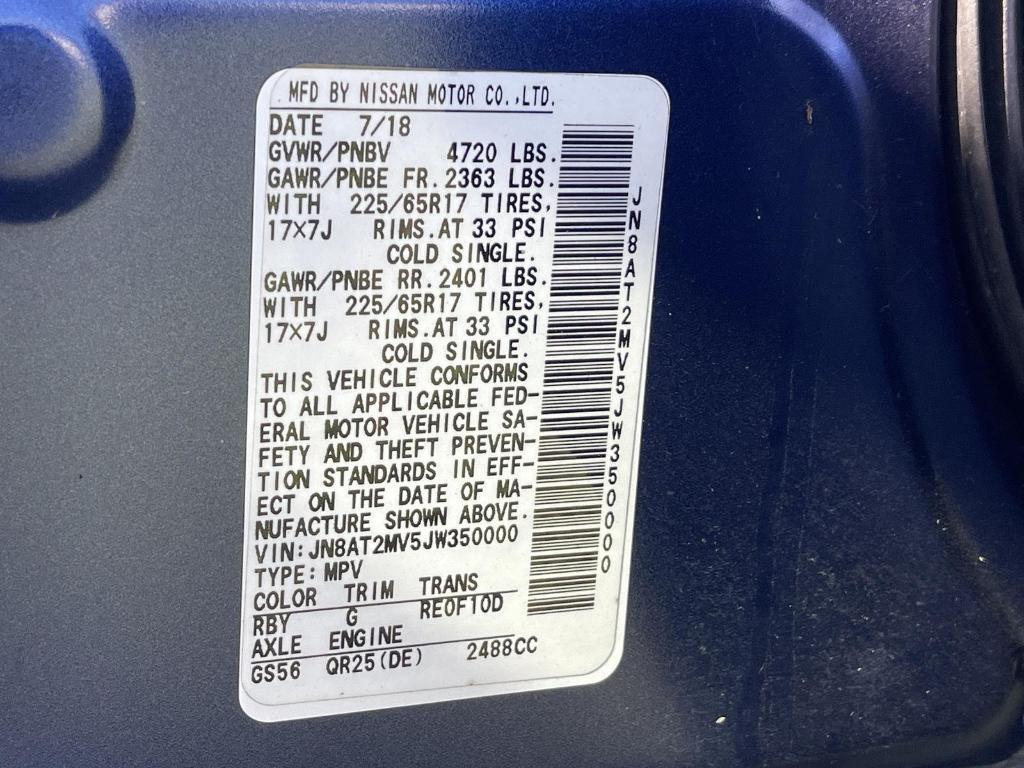 MFD BY NISSAN MOTOR CO.,LTD.
DATE 7/18
GVWR/PNBV 4720 LBS.
GAWR/PNBE FR. 2363 LBS.
WITH 225/65R17 TIRES,
17×7J RIMS.AT 33 PSI
COLD SINGLE.
GAWR/PNBE RR. 2401 LBS.
WITH 225/65R17 TIRES,
17×7J RIMS.AT 33 PSI
COLD SINGLE.
THIS VEHICLE CONFORMS
TO ALL APPLICABLE FED-
ERAL MOTOR VEHICLE SA-
FETY AND THEFT PREVEN-
TION STANDARDS IN EFF-
ECT ON THE DATE OF MA-
NUFACTURE SHOWN ABOVE.
VIN:JN8AT2MV5JW350000
TYPE:MPV
COLOR TRIM TRANS
RBY G RE0F10D
AXLE ENGINE
GS56 QR25(DE) 2488CC
JN8AT2MV5JW350000